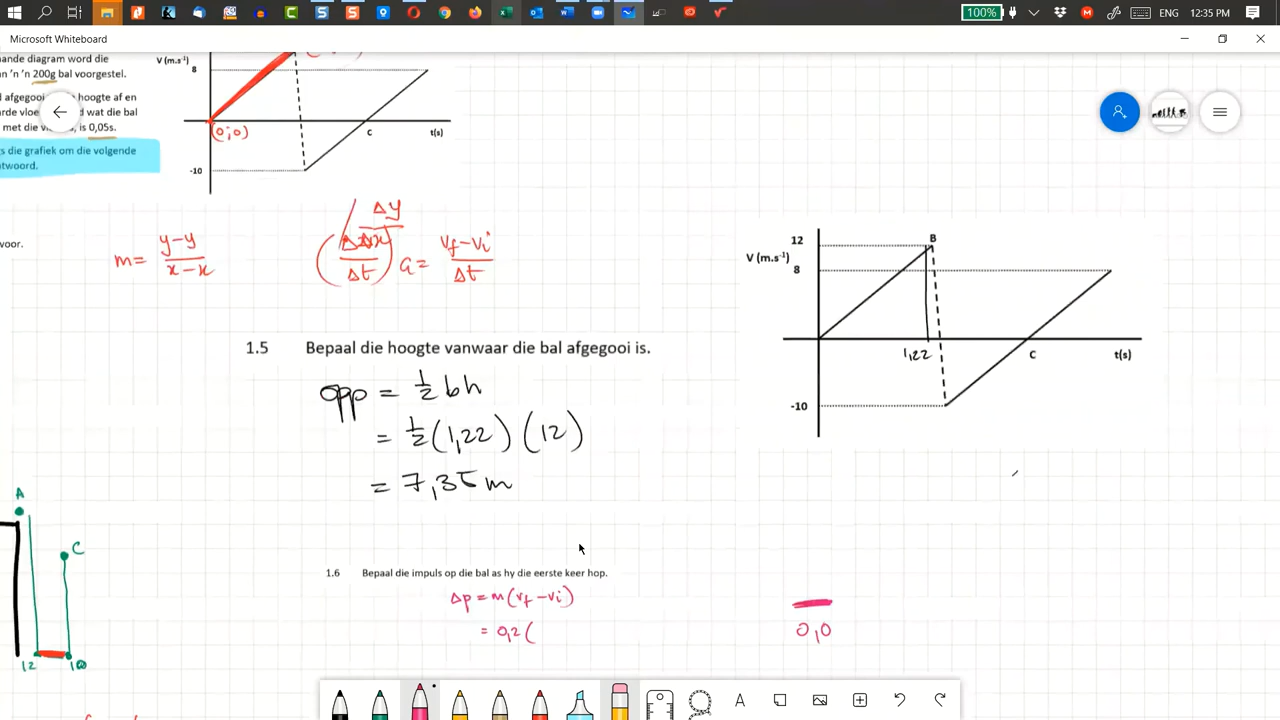 100%
ENG
12:35 PM
Microsoft Whiteboard
ande diagram word die
n 'n 200g bal voorgestel.
afgegooi
hoogte af en
arde vloe
wat die bal
met die v
is 0,05s.
s die grafiek om die volgende
twoord.
V (m.s⁻¹)
8
(0;0)
C
t(s)
-10
voor.
m= y-y / x-x
Δy
Δx
Δt
a = vf-vi / Δt
12
B
V (m.s⁻¹)
8
1,22
C
t(s)
-10
1.5 Bepaal die hoogte vanwaar die bal afgegooi is.
opp = ½ bh
= ½ (1,22) (12)
= 7,35 m
A
C
12
10
1.6 Bepaal die impuls op die bal as hy die eerste keer hop.
Δp = m(vf - vi)
= 0,2 (
0,0
A